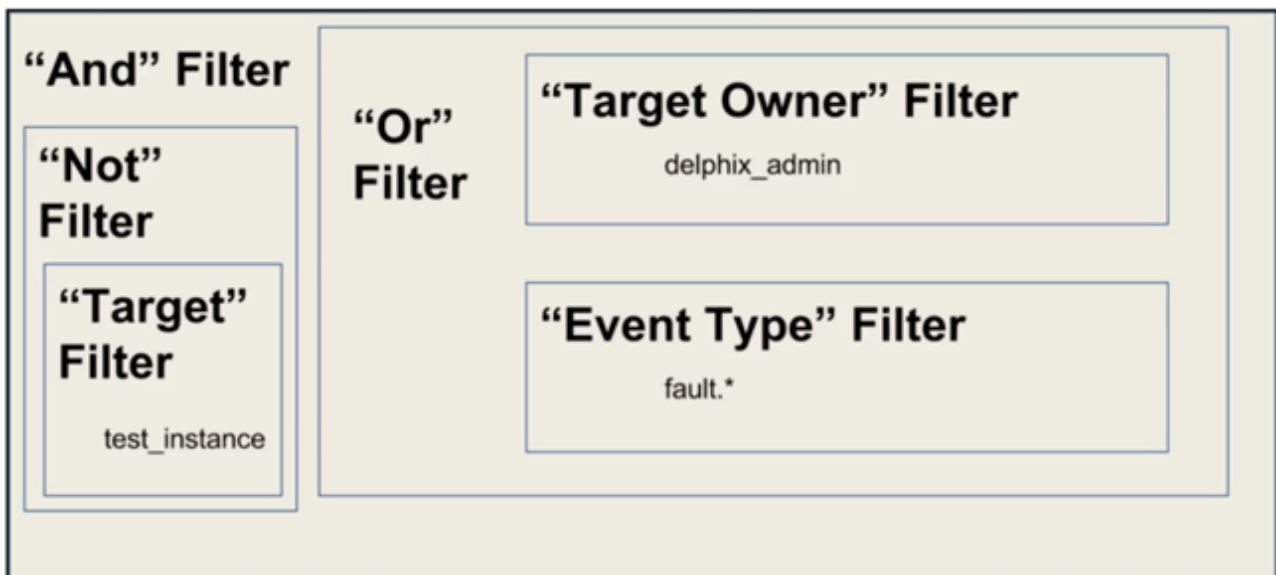 “And” Filter
“Not”
Filter
“Target”
Filter
test_instance
“Or”
Filter
“Target Owner” Filter
delphix_admin
“Event Type” Filter
fault.*